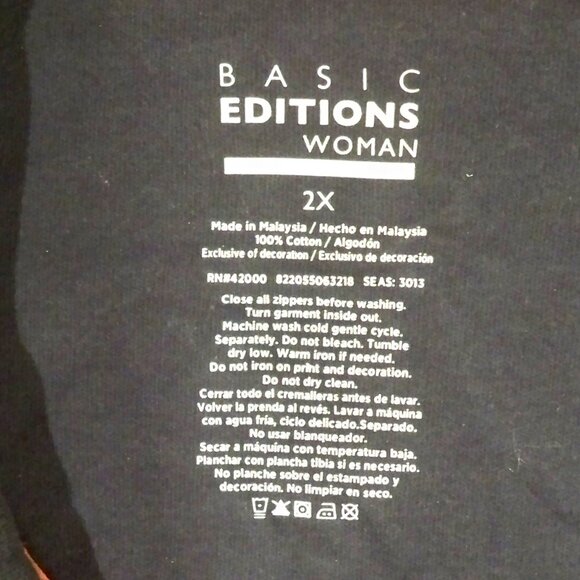 BASIC
EDITIONS
WOMAN
2X
Made in Malaysia / Hecho en Malaysia
100% Cotton / Algodón
Exclusive of decoration / Exclusivo de decoración
RN#42000 822055063218 SEAS: 3013
Close all zippers before washing.
Turn garment inside out.
Machine wash cold gentle cycle.
Separately. Do not bleach. Tumble
dry low. Warm iron if needed.
Do not iron on print and decoration.
Do not dry clean.
Cerrar todo el cremalleras antes de lavar.
Volver la prenda al revés. Lavar a máquina
con agua fría, ciclo delicado.Separado.
No usar blanqueador.
Secar a máquina con temperatura baja.
Planchar con plancha tibia si es necesario.
No planche sobre el estampado y
decoración. No limpiar en seco.